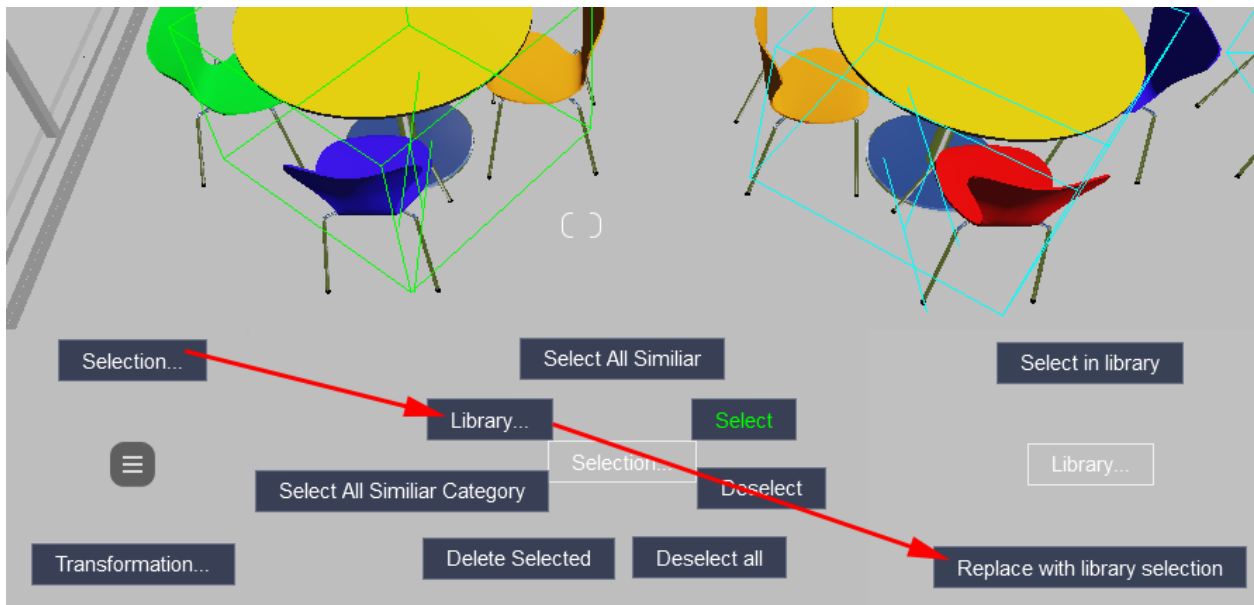 Selection...
Select All Similiar
Select in library
Library...
Select
Selection...
Library...
Select All Similiar Category
Deselect
Transformation...
Delete Selected
Deselect all
Replace with library selection